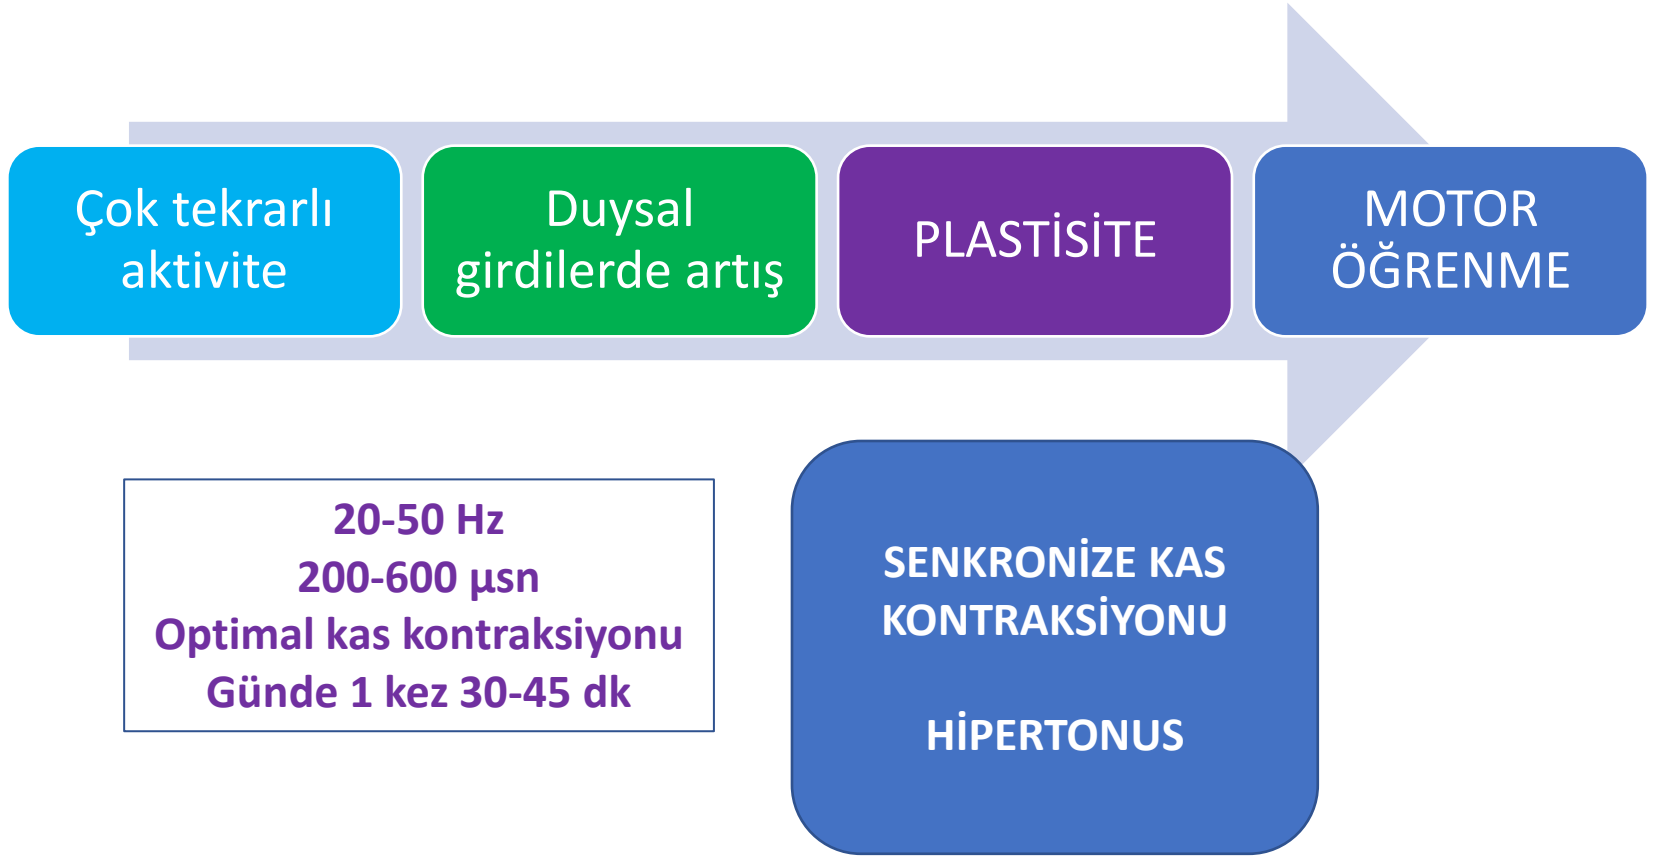 Çok tekrarlı
aktivite
Duysal
girdilerde artış
PLASTİSİTE
MOTOR
ÖĞRENME
20-50 Hz
200-600 µsn
Optimal kas kontraksiyonu
Günde 1 kez 30-45 dk
SENKRONİZE KAS
KONTRAKSİYONU
HİPERTONUS